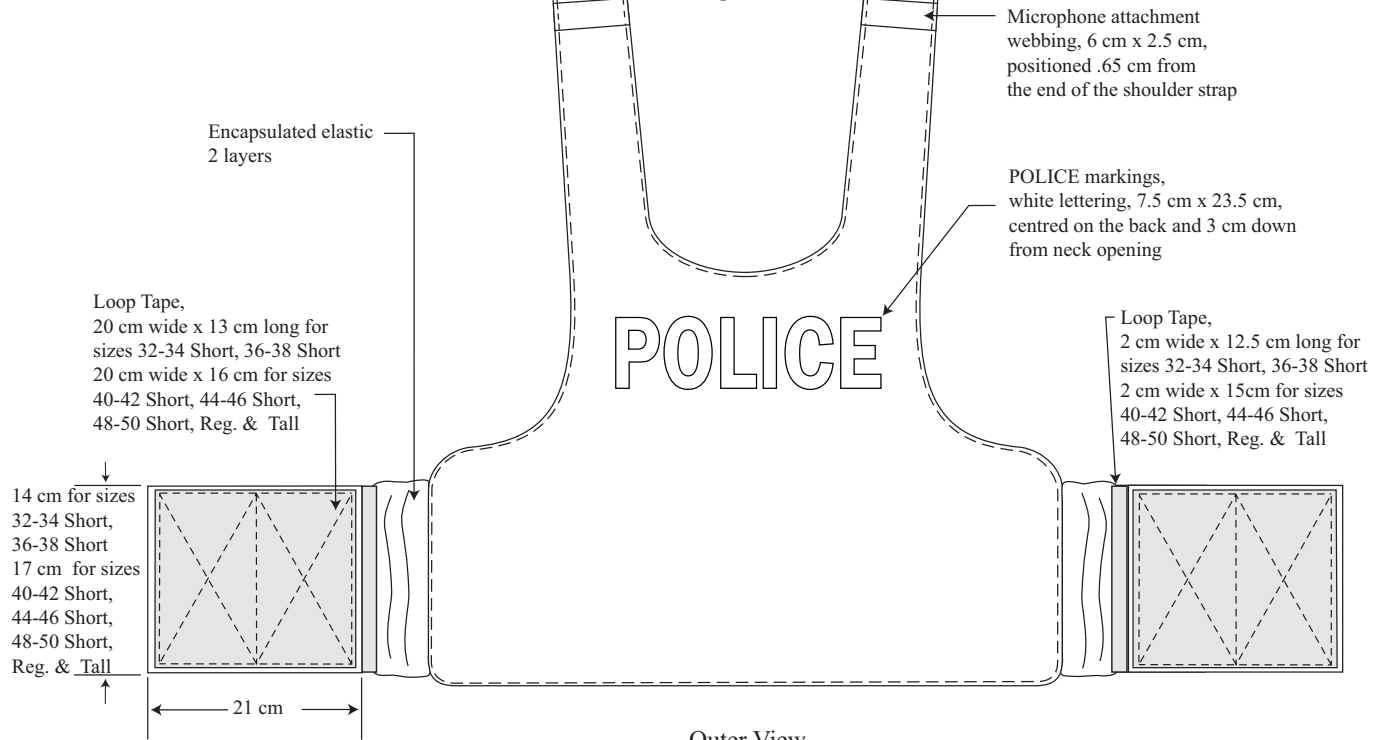 Microphone attachment
webbing, 6 cm x 2.5 cm,
positioned .65 cm from
the end of the shoulder strap
Encapsulated elastic
2 layers
POLICE markings,
white lettering, 7.5 cm x 23.5 cm,
centred on the back and 3 cm down
from neck opening
Loop Tape,
20 cm wide x 13 cm long for
sizes 32-34 Short, 36-38 Short
20 cm wide x 16 cm for sizes
40-42 Short, 44-46 Short,
48-50 Short, Reg. & Tall
POLICE
Loop Tape,
2 cm wide x 12.5 cm long for
sizes 32-34 Short, 36-38 Short
2 cm wide x 15cm for sizes
40-42 Short, 44-46 Short,
48-50 Short, Reg. & Tall
14 cm for sizes
32-34 Short,
36-38 Short
17 cm for sizes
40-42 Short,
44-46 Short,
48-50 Short,
Reg. & Tall
21 cm
Outer View